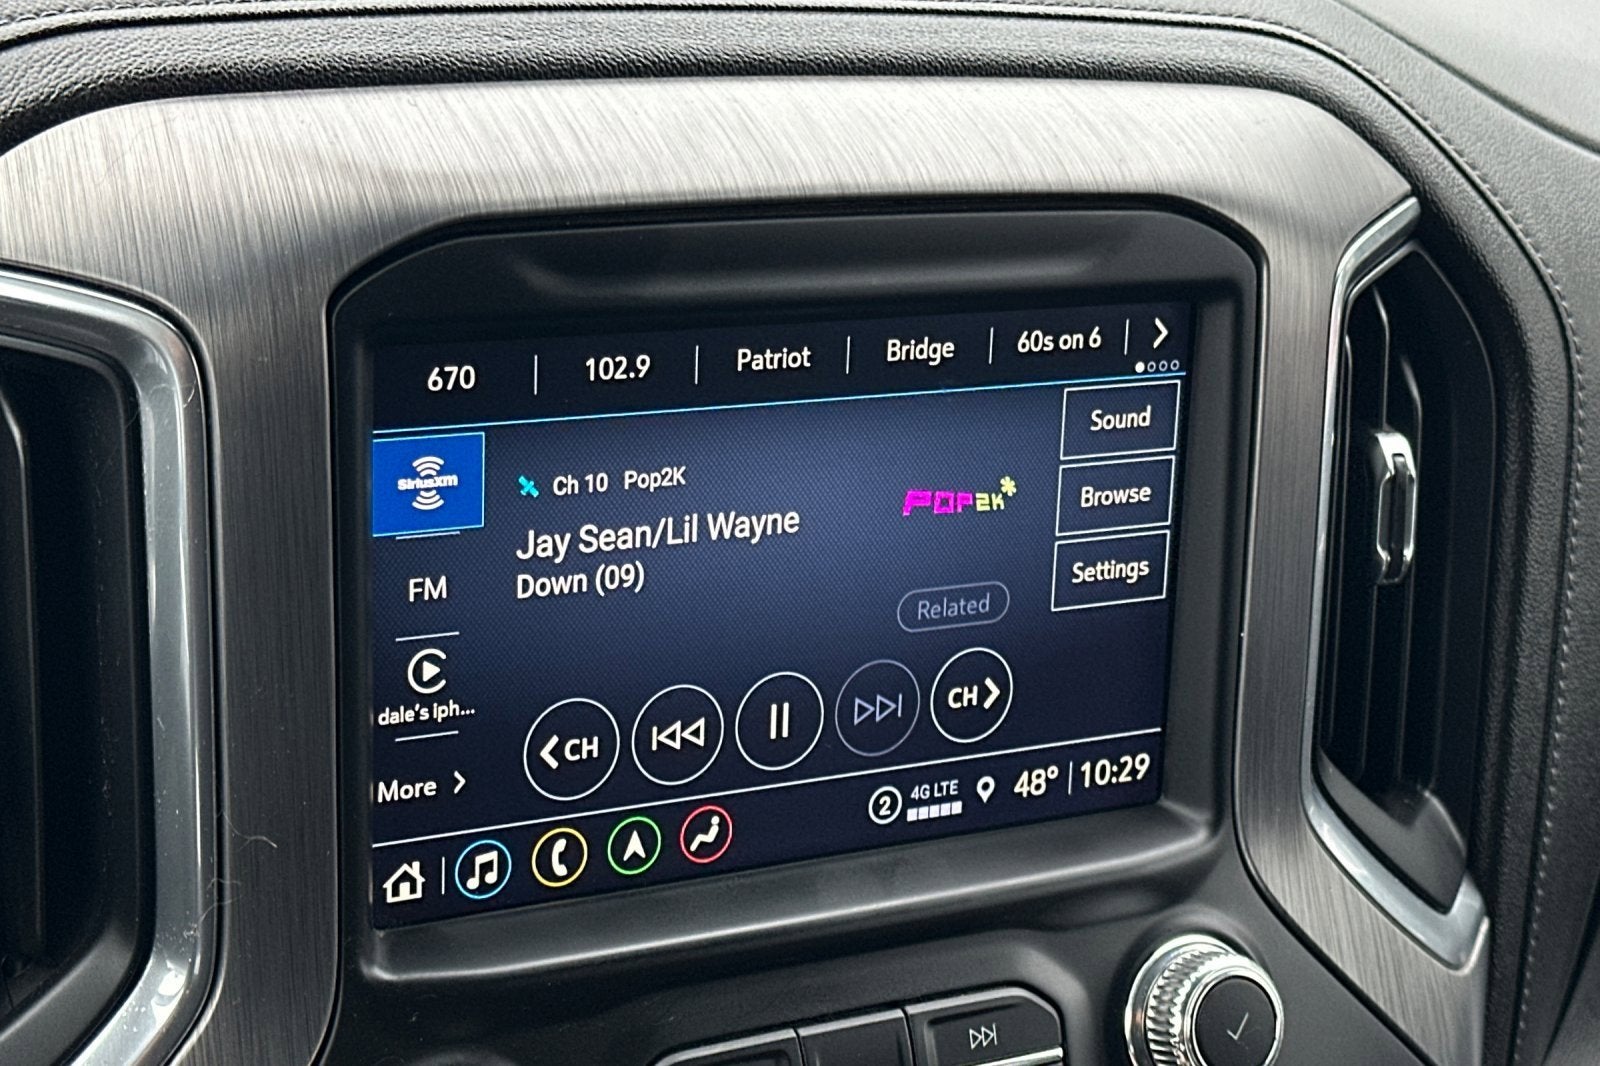 670 102.9 Patriot Bridge 60s on 6
SiriusXM
FM
dale's iph...
More
Ch 10 Pop2K
Jay Sean/Lil Wayne
Down (09)
POP2K*
Related
Sound
Browse
Settings
CH CH
2 4G LTE 48° 10:29